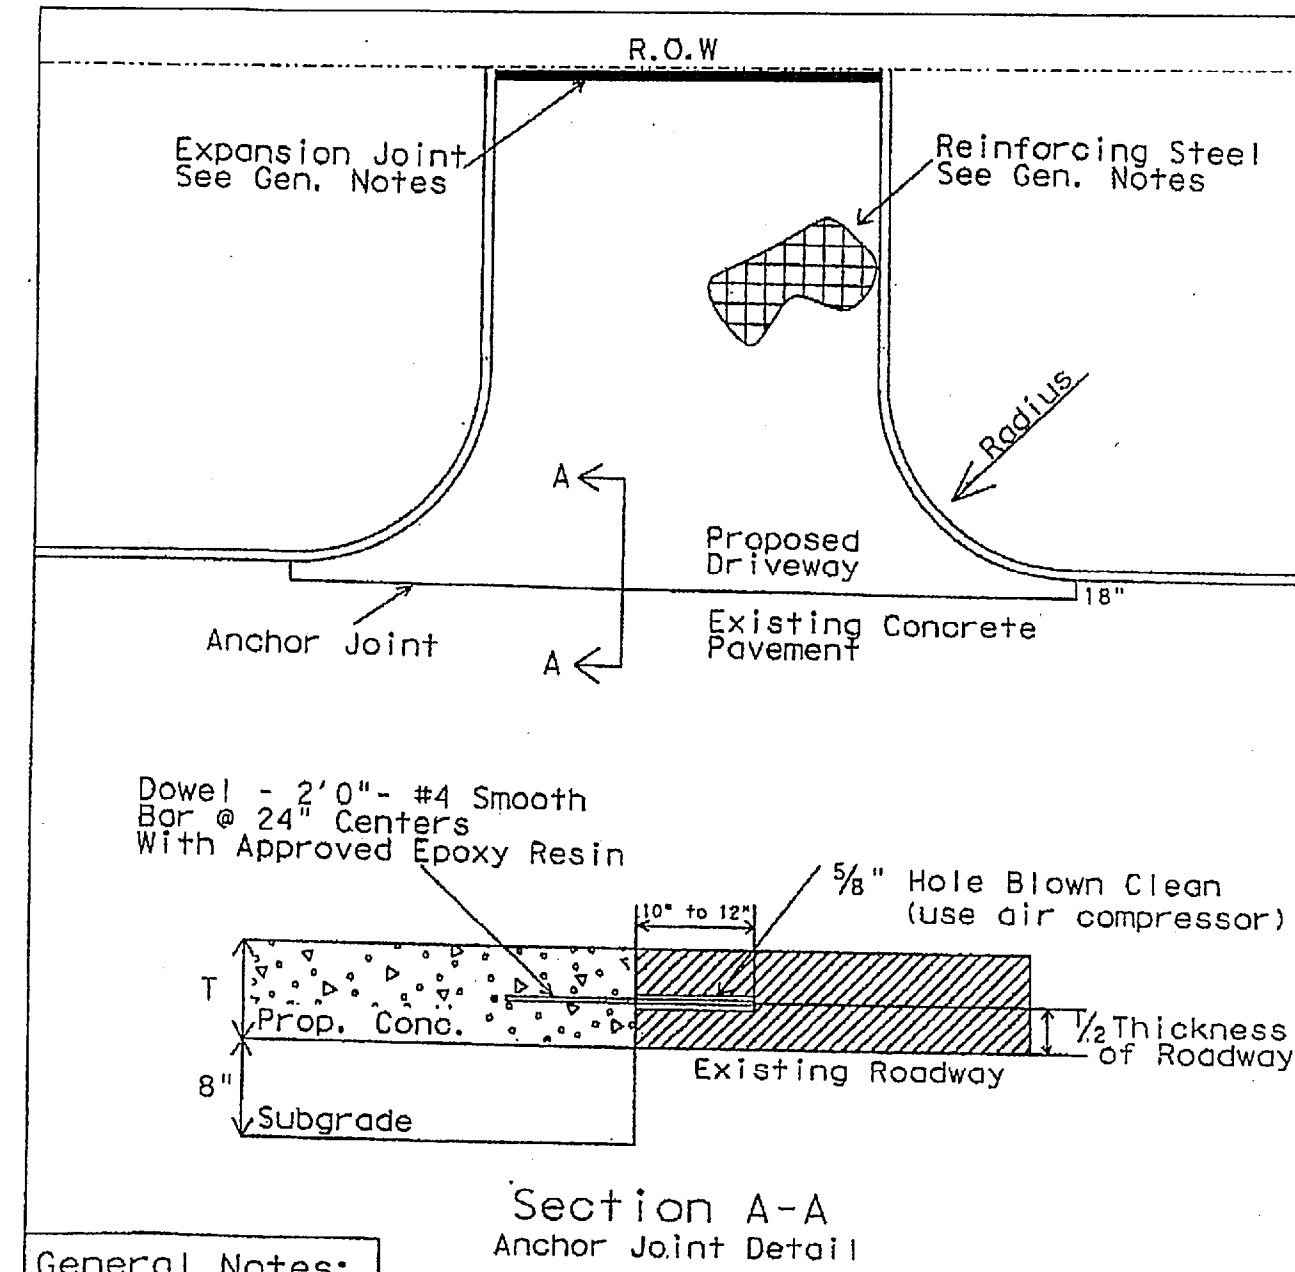 R.O.W
Expansion Joint
See Gen. Notes
Reinforcing Steel
See Gen. Notes
Radius
A
Proposed
Driveway
18"
Anchor Joint
Existing Concrete
Pavement
A
Dowel - 2'0"- #4 Smooth
Bar @ 24" Centers
With Approved Epoxy Resin
5/8" Hole Blown Clean
(use air compressor)
10" to 12"
T
Prop. Conc.
1/2 Thickness
of Roadway
Existing Roadway
8"
Subgrade
Section A-A
Anchor Joint Detail
General Notes: